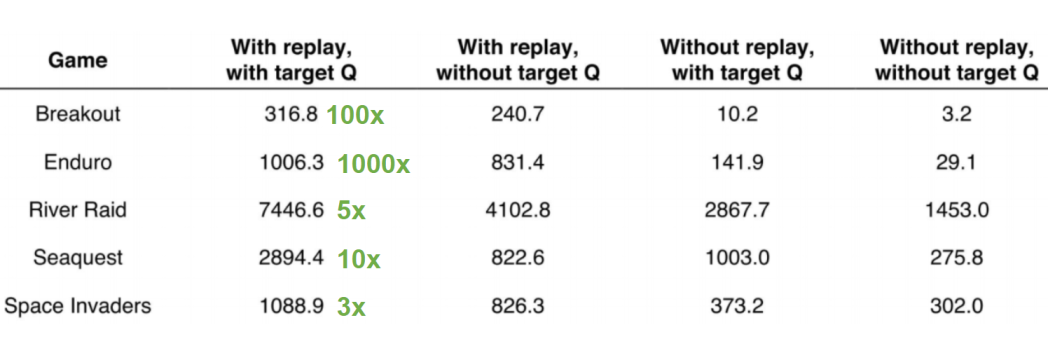 Game With replay, with target Q With replay, without target Q Without replay, with target Q Without replay, without target Q
Breakout 316.8 100x 240.7 10.2 3.2
Enduro 1006.3 1000x 831.4 141.9 29.1
River Raid 7446.6 5x 4102.8 2867.7 1453.0
Seaquest 2894.4 10x 822.6 1003.0 275.8
Space Invaders 1088.9 3x 826.3 373.2 302.0